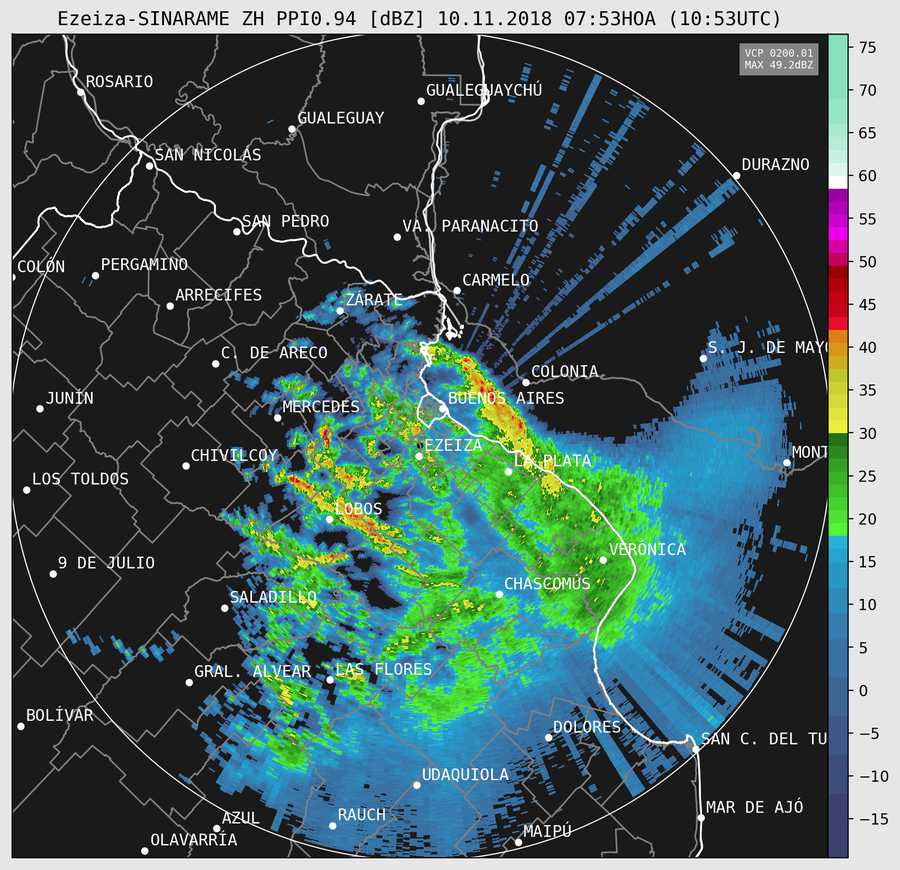 Ezeiza-SINARAME ZH PPI0.94 [dBZ] 10.11.2018 07:53HOA (10:53UTC)
VCP 0200.01
MAX 49.2dBZ
75
70
65
60
55
50
45
40
35
30
25
20
15
10
5
0
−5
−10
−15
ROSARIO
GUALEGUAYCHÚ
GUALEGUAY
SAN NICOLÁS
DURAZNO
SAN PEDRO
VA. PARANACITO
COLÓN
PERGAMINO
CARMELO
ARRECIFES
ZÁRATE
C. DE ARECO
S. J. DE MAYO
COLONIA
JUNÍN
MERCEDES
BUENOS AIRES
EZEIZA
CHIVILCOY
LA PLATA
MONT
LOS TOLDOS
LOBOS
VERÓNICA
9 DE JULIO
CHASCOMÚS
SALADILLO
GRAL. ALVEAR
LAS FLORES
BOLÍVAR
DOLORES
SAN C. DEL TU
UDAQUIOLA
MAR DE AJÓ
AZUL
RAUCH
MAIPÚ
OLAVARRÍA